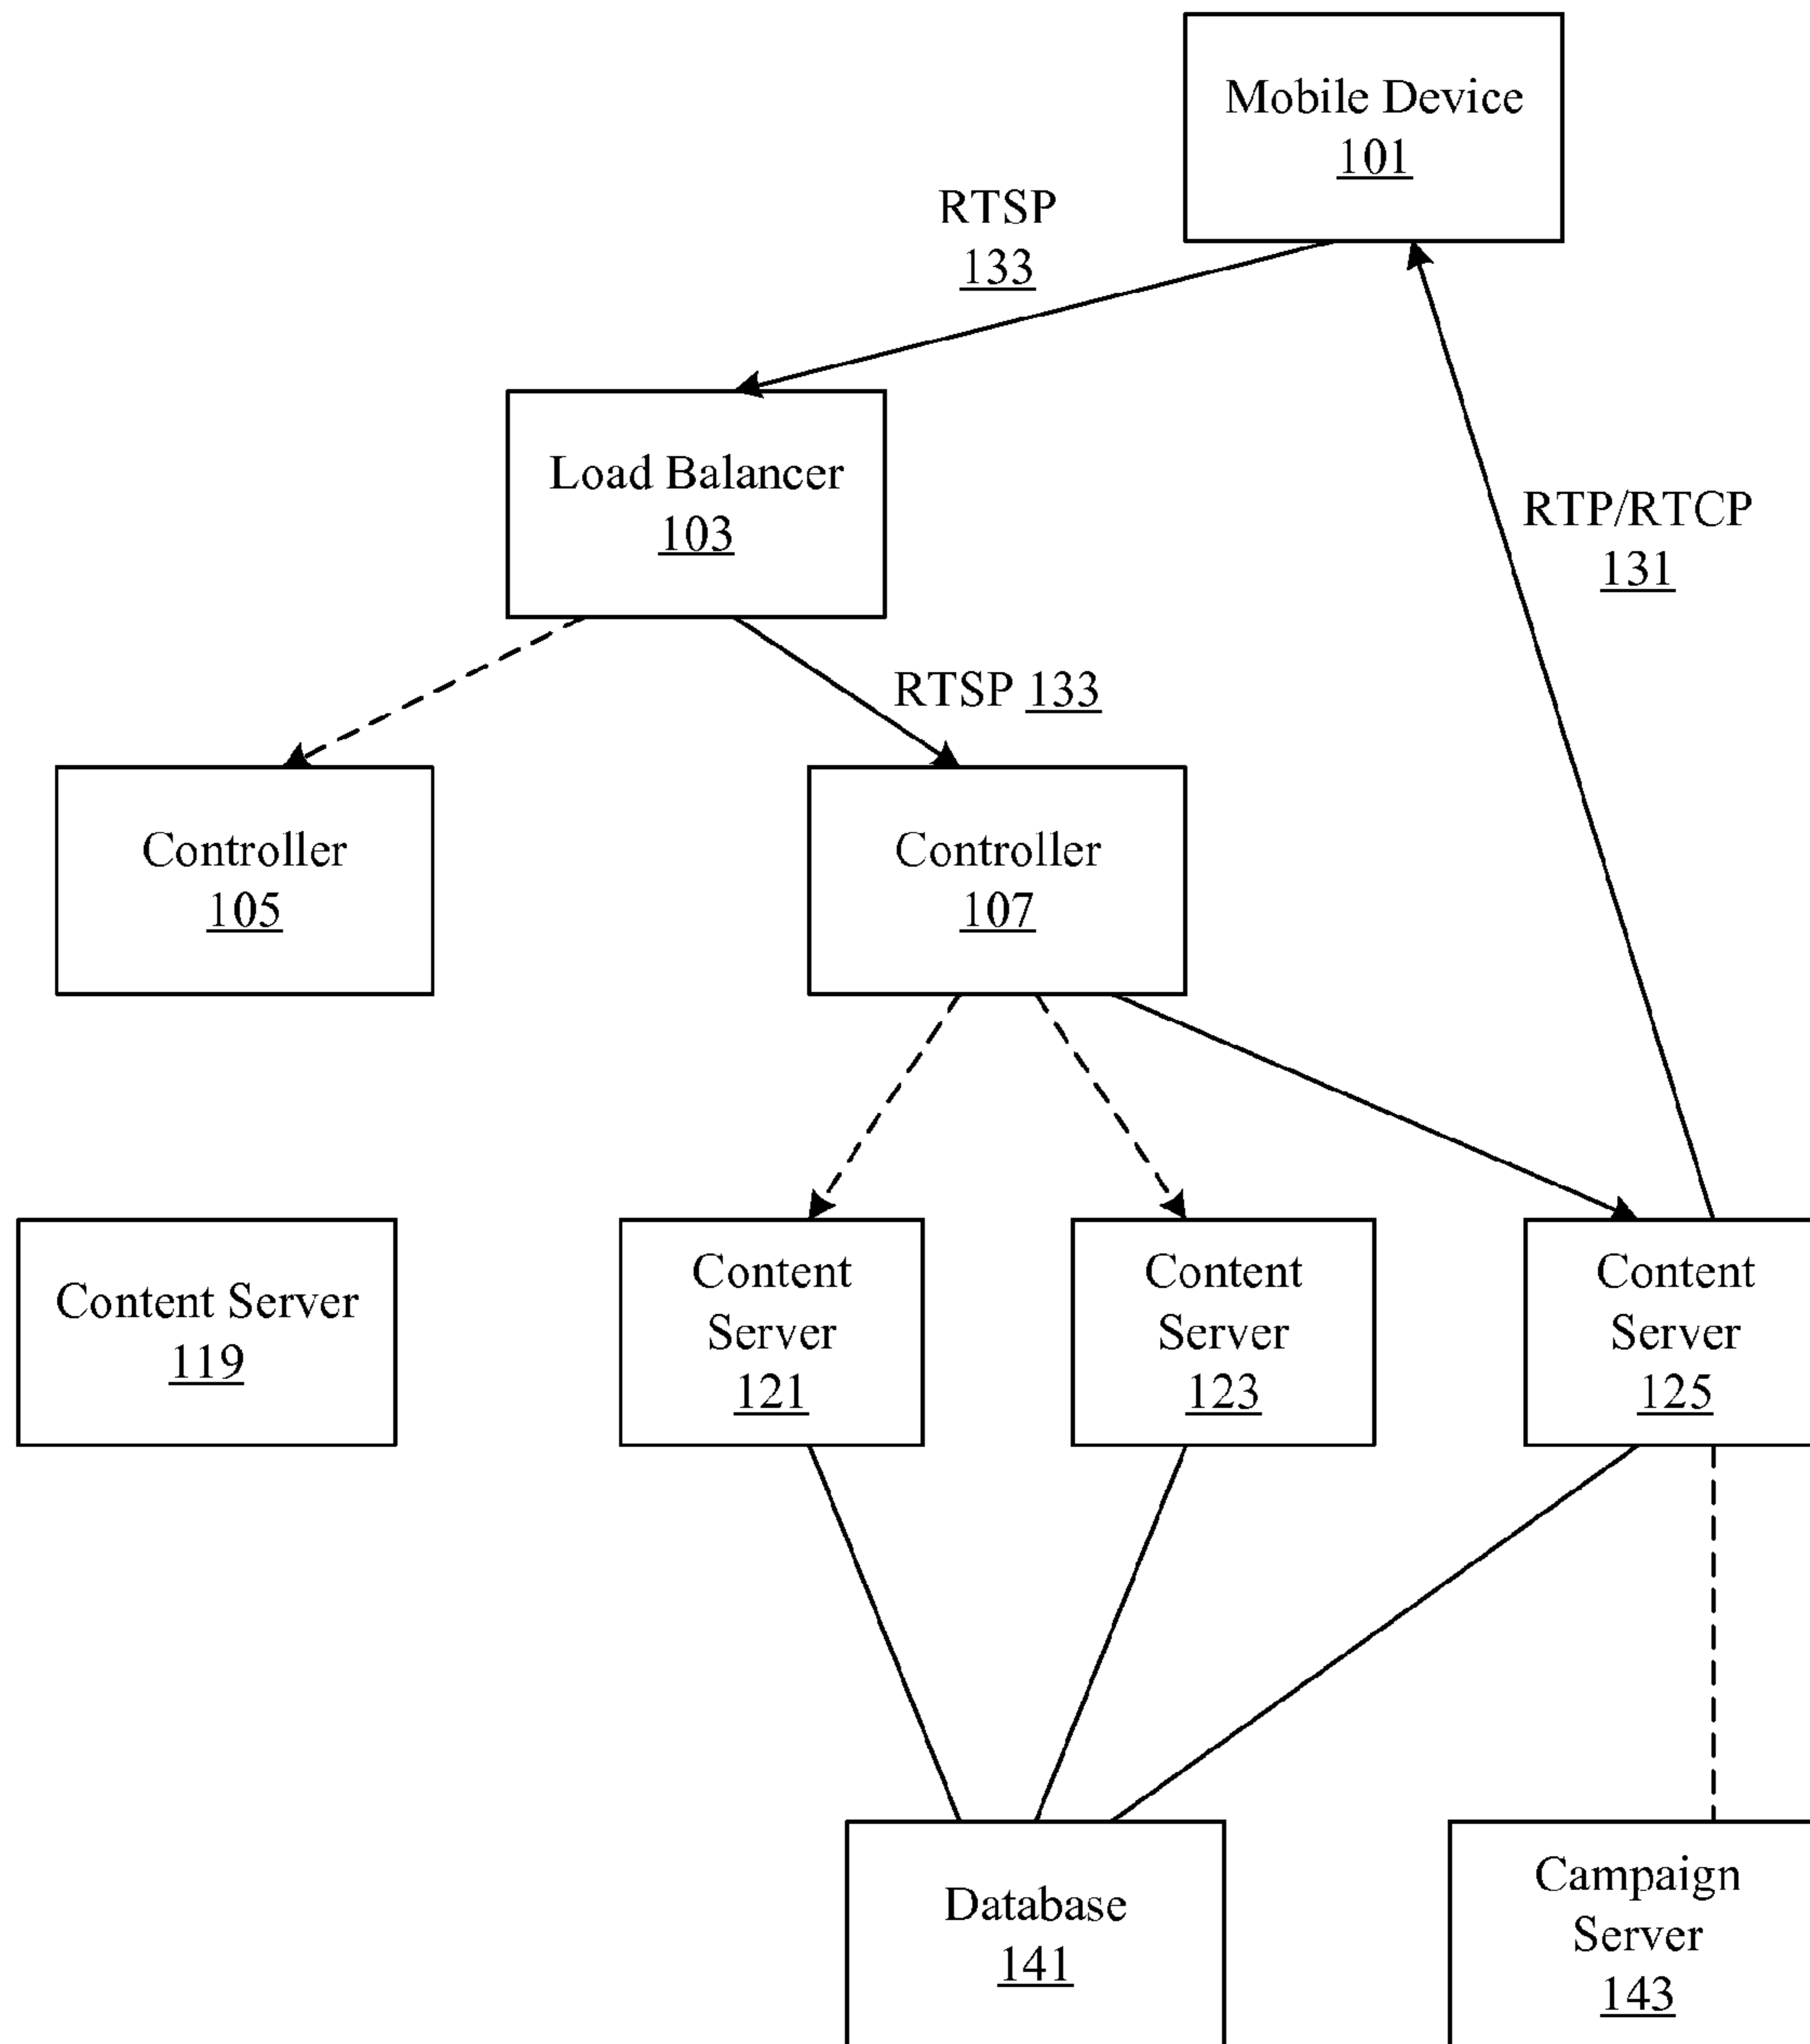 Mobile Device
101
RTSP
133
Load Balancer
103
RTP/RTCP
131
RTSP 133
Controller
105
Controller
107
Content Server
119
Content
Server
121
Content
Server
123
Content
Server
125
Database
141
Campaign
Server
143